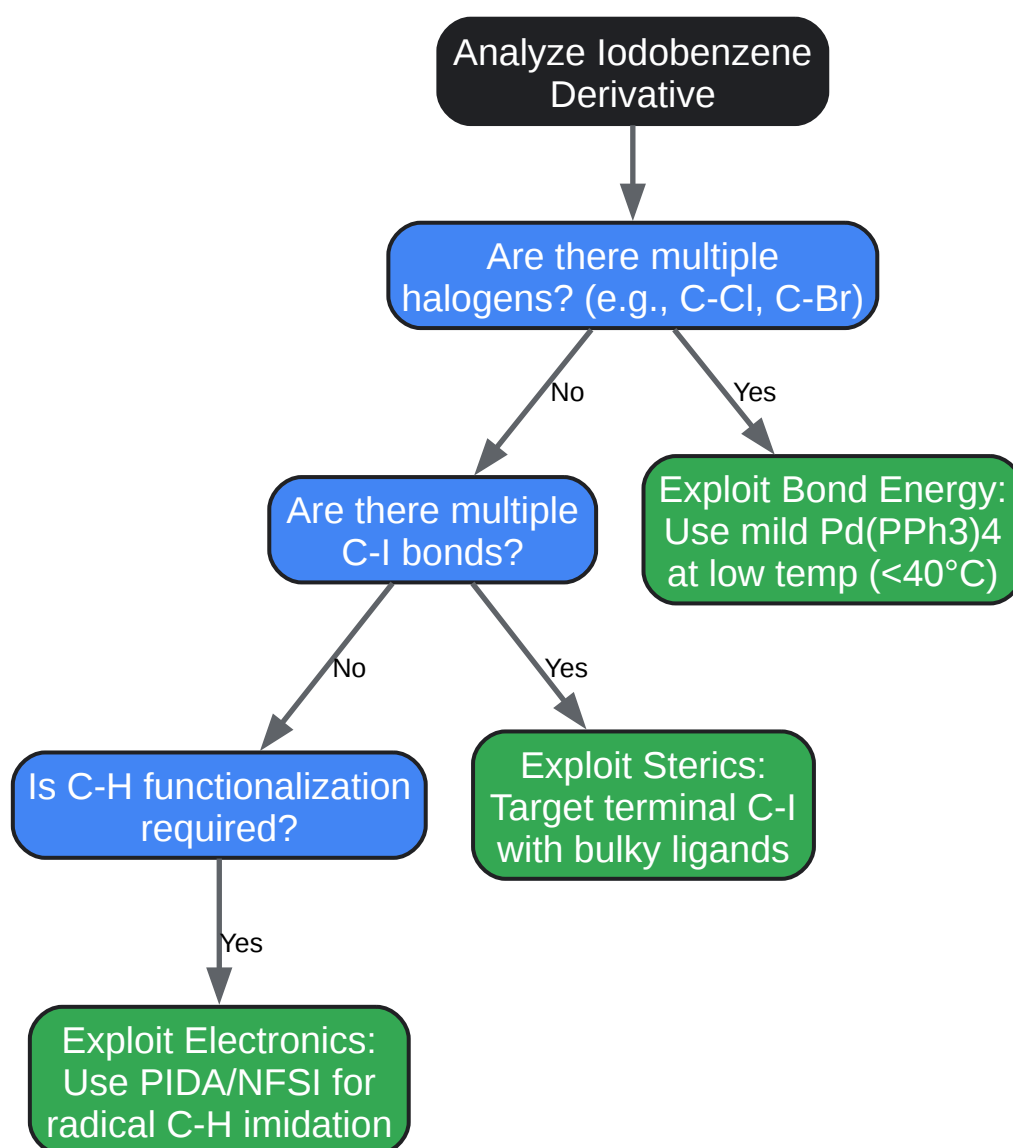 Analyze Iodobenzene
Derivative
Are there multiple
halogens? (e.g., C-Cl, C-Br)
No
Yes
Are there multiple
C-I bonds?
Exploit Bond Energy:
Use mild Pd(PPh3)4
at low temp (<40°C)
No
Yes
Is C-H functionalization
required?
Exploit Sterics:
Target terminal C-I
with bulky ligands
Yes
Exploit Electronics:
Use PIDA/NFSI for
radical C-H imidation